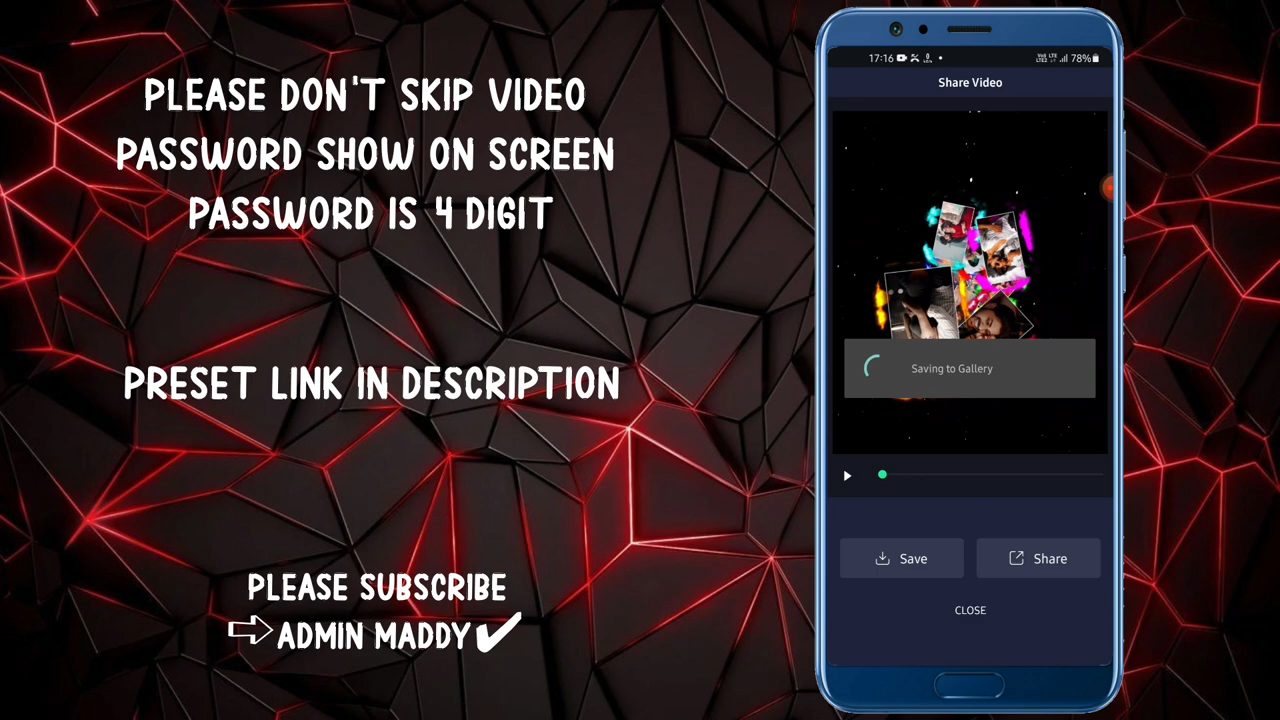 PLEASE DON'T SKIP VIDEO
PASSWORD SHOW ON SCREEN
PASSWORD IS 4 DIGIT
PRESET LINK IN DESCRIPTION
PLEASE SUBSCRIBE
⇨ADMIN MADDY✔
17:16
78%
Share Video
Saving to Gallery
Save
Share
CLOSE